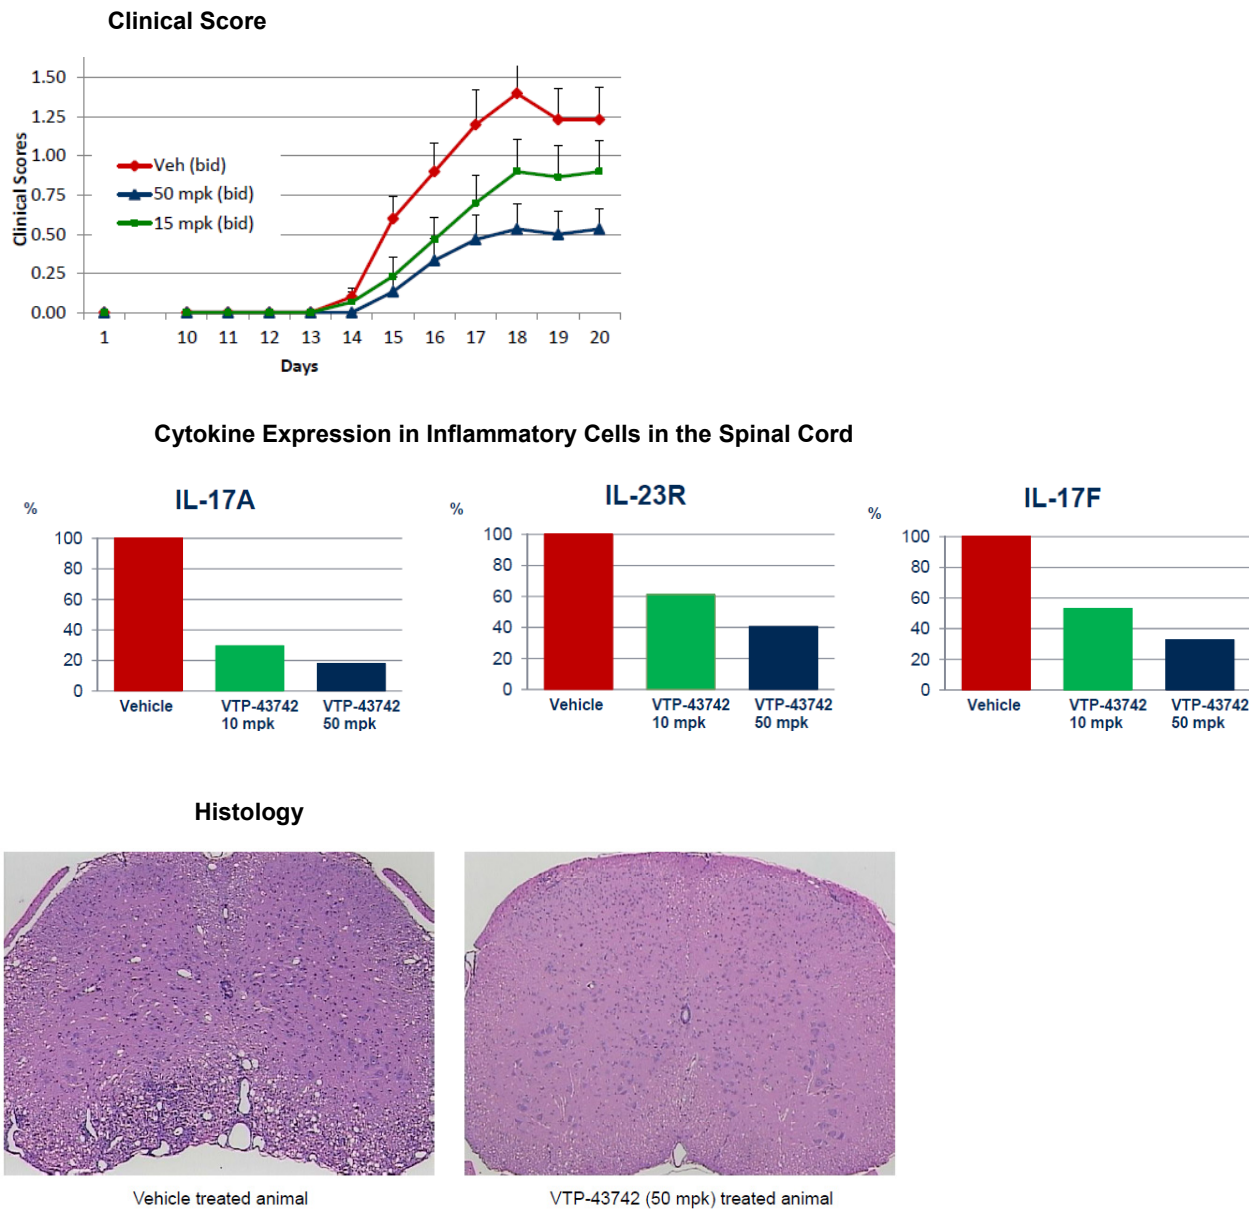 Clinical Score
1.50
1.25
1.00
0.75
0.50
0.25
0.00
Clinical Scores
Veh (bid)
50 mpk (bid)
15 mpk (bid)
1 10 11 12 13 14 15 16 17 18 19 20
Days
Cytokine Expression in Inflammatory Cells in the Spinal Cord
IL-17A
%
100
80
60
40
20
0
Vehicle VTP-43742 VTP-43742
10 mpk 50 mpk
IL-23R
%
100
80
60
40
20
0
Vehicle VTP-43742 VTP-43742
10 mpk 50 mpk
IL-17F
%
100
80
60
40
20
0
Vehicle VTP-43742 VTP-43742
10 mpk 50 mpk
Histology
Vehicle treated animal
VTP-43742 (50 mpk) treated animal